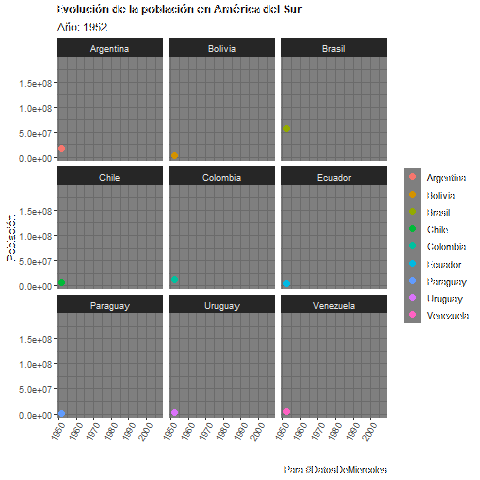 Evolución de la población en América del Sur
Año: 1952
Argentina Bolivia Brasil
1.5e+08
1.0e+08
5.0e+07
0.0e+00
Chile Colombia Ecuador
1.5e+08
1.0e+08
5.0e+07
0.0e+00
Paraguay Uruguay Venezuela
1.5e+08
1.0e+08
5.0e+07
0.0e+00
1950 1960 1970 1980 1990 2000 1950 1960 1970 1980 1990 2000 1950 1960 1970 1980 1990 2000
Población
Argentina
Bolivia
Brasil
Chile
Colombia
Ecuador
Paraguay
Uruguay
Venezuela
Para @DatosDeMiercoles